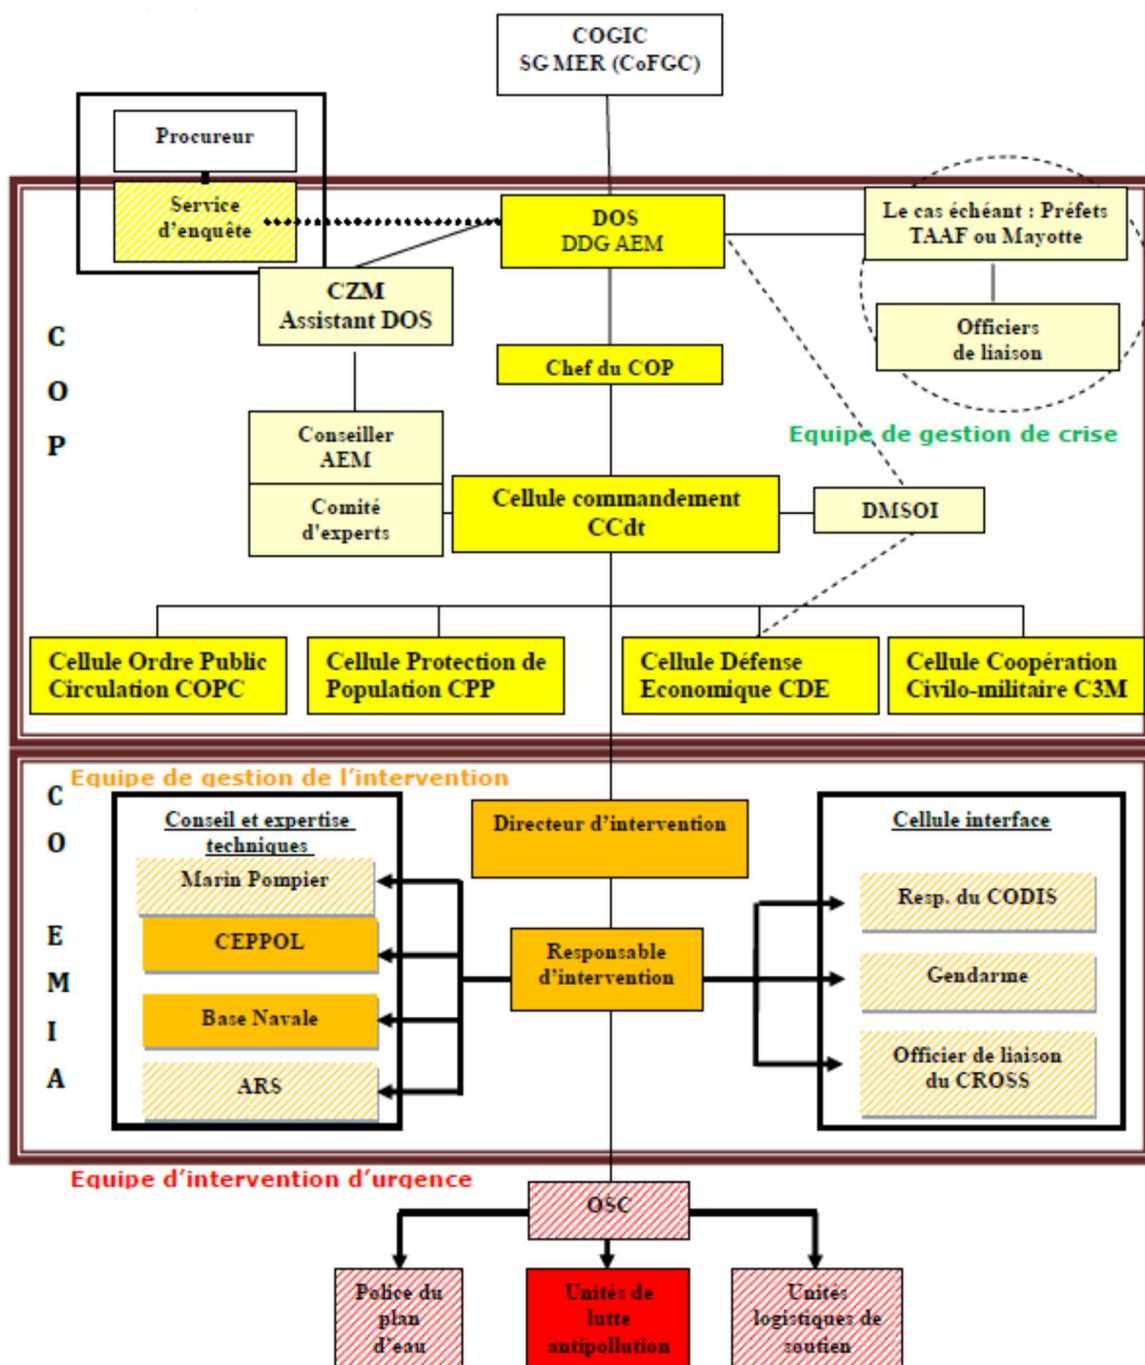 COGIC
SG MER (CoFGC)
Procureur
Service
d'enquête
DOS
DDG AEM
Le cas échéant : Préfets
TAAF ou Mayotte
CZM
Assistant DOS
Officiers
de liaison
C
O
P
Chef du COP
Equipe de gestion de crise
Conseiller
AEM
Comité
d'experts
Cellule commandement
CCdt
DMSOI
Cellule Ordre Public
Circulation COPC
Cellule Protection de
Population CPP
Cellule Défense
Economique CDE
Cellule Coopération
Civilo-militaire C3M
Equipe de gestion de l'intervention
C
O
E
M
I
A
Conseil et expertise
techniques
Marin Pompier
CEPPOL
Base Navale
ARS
Directeur d'intervention
Responsable
d'intervention
Cellule interface
Resp. du CODIS
Gendarme
Officier de liaison
du CROSS
Equipe d'intervention d'urgence
OSC
Police du
plan
d'eau
Unités de
lutte
antipollution
Unités
logistiques de
soutien